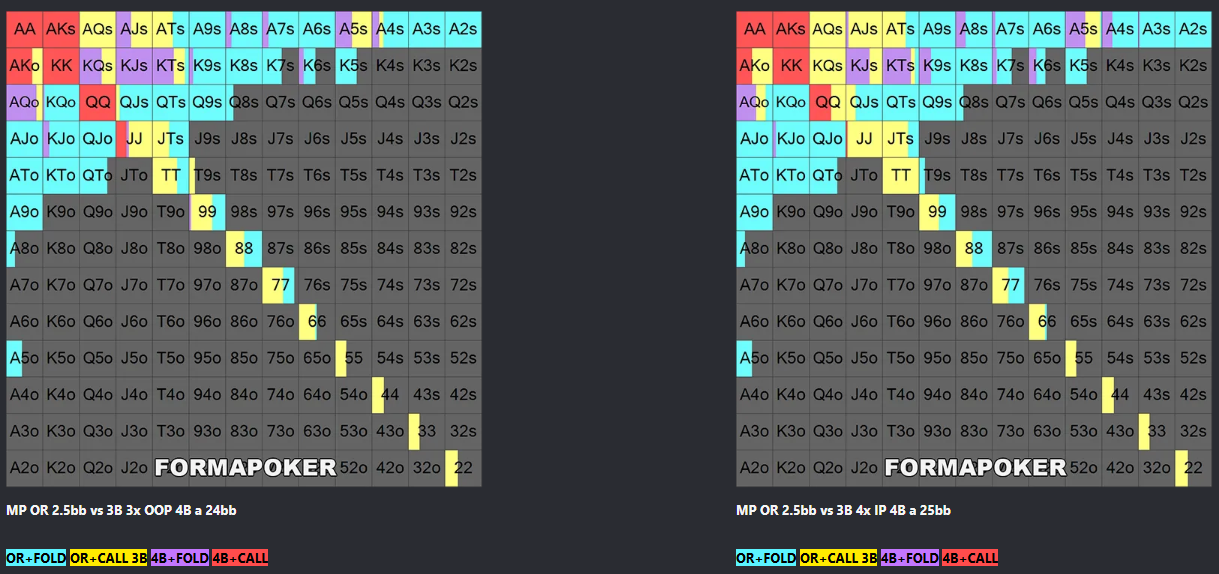 AA AKs AQs AJs ATs A9s A8s A7s A6s A5s A4s A3s A2s
AKo KK KQs KJs KTs K9s K8s K7s K6s K5s K4s K3s K2s
AQo KQo QQ QJs QTs Q9s Q8s Q7s Q6s Q5s Q4s Q3s Q2s
AJo KJo QJo JJ JTs J9s J8s J7s J6s J5s J4s J3s J2s
ATo KTo QTo JTo TT T9s T8s T7s T6s T5s T4s T3s T2s
A9o K9o Q9o J9o T9o 99 98s 97s 96s 95s 94s 93s 92s
A8o K8o Q8o J8o T8o 98o 88 87s 86s 85s 84s 83s 82s
A7o K7o Q7o J7o T7o 97o 87o 77 76s 75s 74s 73s 72s
A6o K6o Q6o J6o T6o 96o 86o 76o 66 65s 64s 63s 62s
A5o K5o Q5o J5o T5o 95o 85o 75o 65o 55 54s 53s 52s
A4o K4o Q4o J4o T4o 94o 84o 74o 64o 54o 44 43s 42s
A3o K3o Q3o J3o T3o 93o 83o 73o 63o 53o 43o 33 32s
A2o K2o Q2o J2o FORMAPOKER 52o 42o 32o 22
MP OR 2.5bb vs 3B 3x OOP 4B a 24bb
OR+FOLD OR+CALL 3B 4B+FOLD 4B+CALL
AA AKs AQs AJs ATs A9s A8s A7s A6s A5s A4s A3s A2s
AKo KK KQs KJs KTs K9s K8s K7s K6s K5s K4s K3s K2s
AQo KQo QQ QJs QTs Q9s Q8s Q7s Q6s Q5s Q4s Q3s Q2s
AJo KJo QJo JJ JTs J9s J8s J7s J6s J5s J4s J3s J2s
ATo KTo QTo JTo TT T9s T8s T7s T6s T5s T4s T3s T2s
A9o K9o Q9o J9o T9o 99 98s 97s 96s 95s 94s 93s 92s
A8o K8o Q8o J8o T8o 98o 88 87s 86s 85s 84s 83s 82s
A7o K7o Q7o J7o T7o 97o 87o 77 76s 75s 74s 73s 72s
A6o K6o Q6o J6o T6o 96o 86o 76o 66 65s 64s 63s 62s
A5o K5o Q5o J5o T5o 95o 85o 75o 65o 55 54s 53s 52s
A4o K4o Q4o J4o T4o 94o 84o 74o 64o 54o 44 43s 42s
A3o K3o Q3o J3o T3o 93o 83o 73o 63o 53o 43o 33 32s
A2o K2o Q2o J2o FORMAPOKER 52o 42o 32o 22
MP OR 2.5bb vs 3B 4x IP 4B a 25bb
OR+FOLD OR+CALL 3B 4B+FOLD 4B+CALL